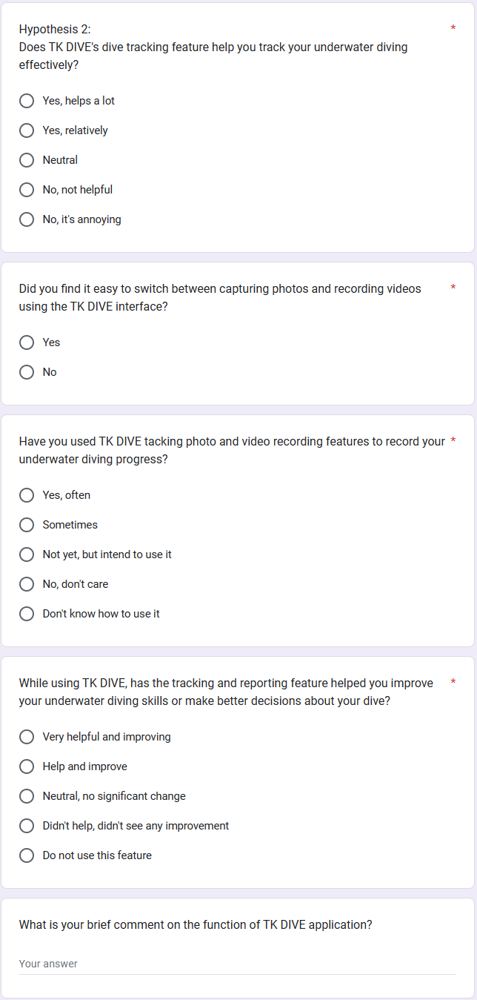 Hypothesis 2: *
Does TK DIVE's dive tracking feature help you track your underwater diving
effectively?
Yes, helps a lot
Yes, relatively
Neutral
No, not helpful
No, it's annoying
Did you find it easy to switch between capturing photos and recording videos *
using the TK DIVE interface?
Yes
No
Have you used TK DIVE tacking photo and video recording features to record your *
underwater diving progress?
Yes, often
Sometimes
Not yet, but intend to use it
No, don't care
Don't know how to use it
While using TK DIVE, has the tracking and reporting feature helped you improve *
your underwater diving skills or make better decisions about your dive?
Very helpful and improving
Help and improve
Neutral, no significant change
Didn't help, didn't see any improvement
Do not use this feature
What is your brief comment on the function of TK DIVE application?
Your answer